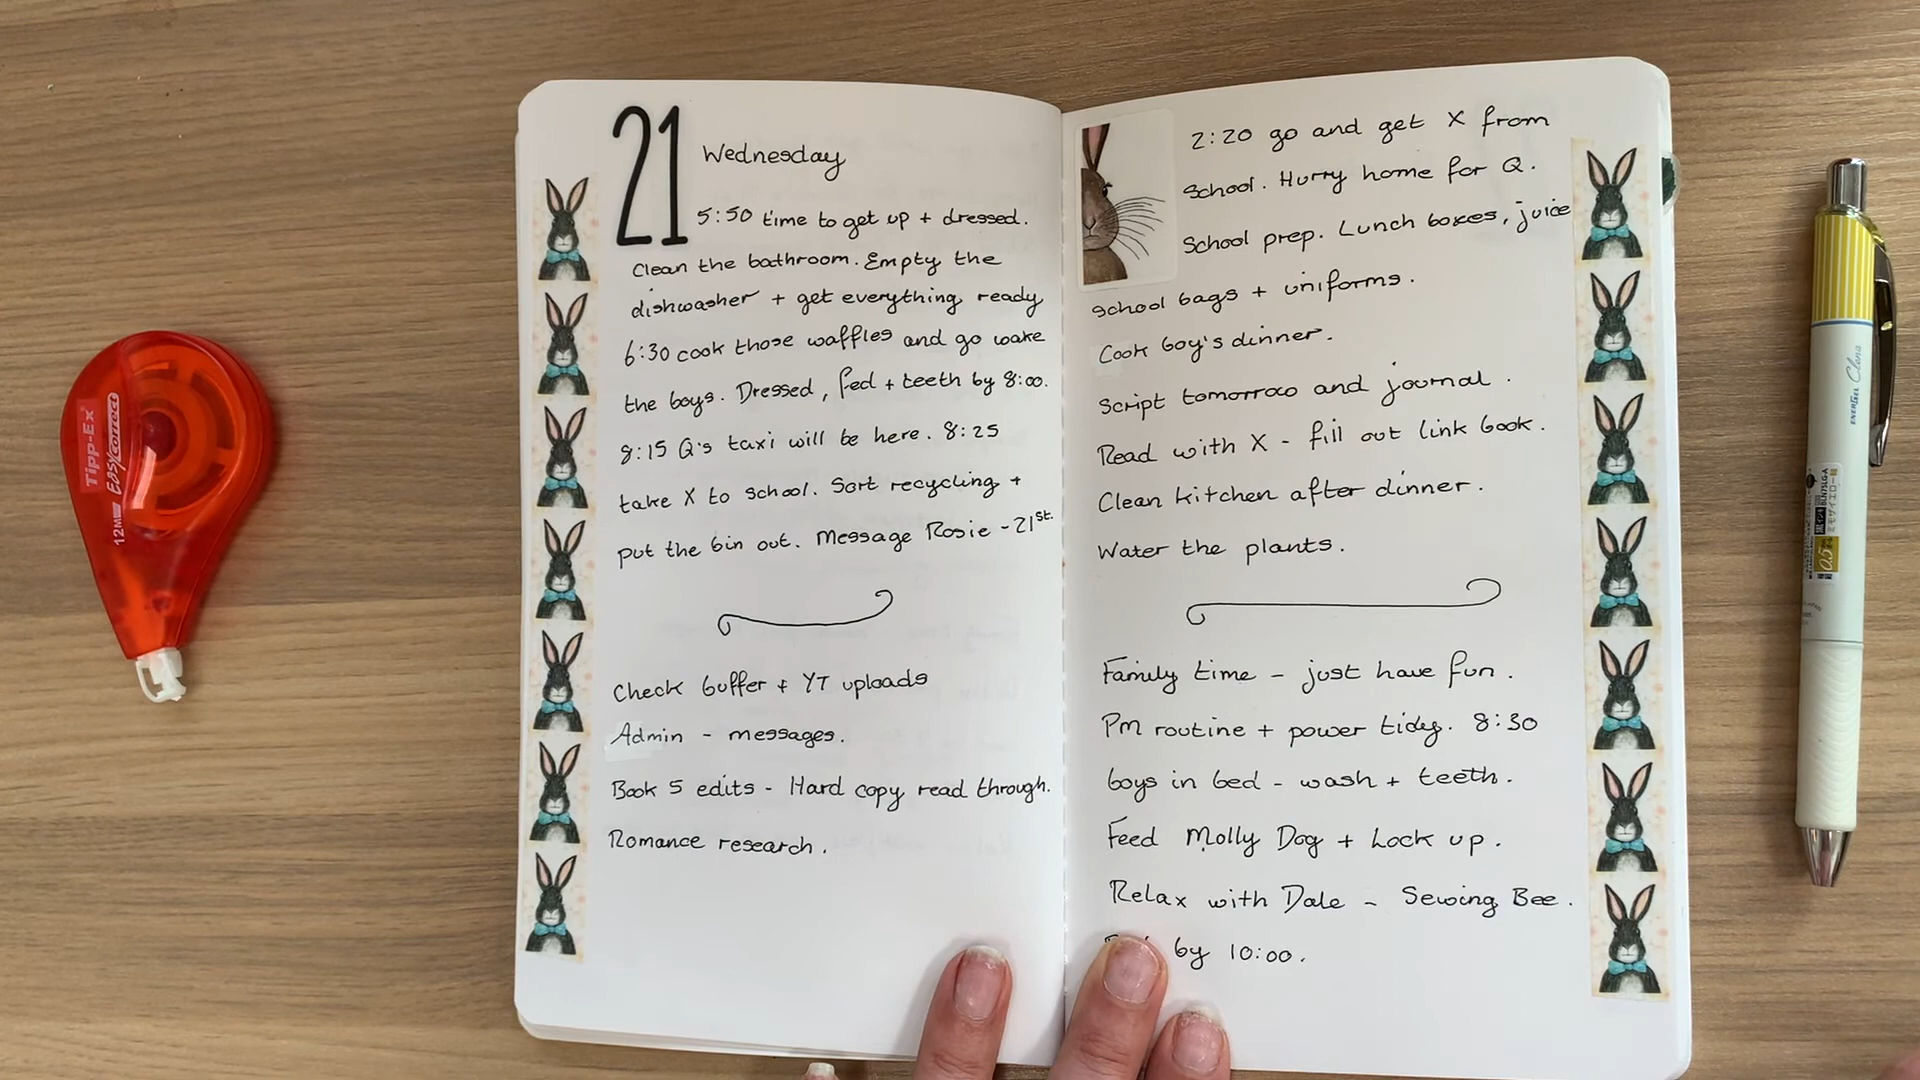 21
Wednesday
5:50 time to get up + dressed.
Clean the bathroom. Empty the
dishwasher + get everything ready
6:30 cook those waffles and go wake
the boys. Dressed, fed + teeth by 8:00.
8:15 Q's taxi will be here. 8:25
take X to school. Sort recycling +
put the bin out. Message Rosie - 21st.
Check buffer + YT uploads
Admin - messages.
Book 5 edits - Hard copy read through.
Romance research.
2:20 go and get X from
School. Hurry home for Q.
School prep. Lunch boxes, juice
school bags + uniforms.
Cook boy's dinner.
Script tomorrow and journal.
Read with X - fill out link book.
Clean kitchen after dinner.
Water the plants.
Family time - just have fun.
PM routine + power tidy. 8:30
boys in bed - wash + teeth.
Feed Molly Dog + Lock up.
Relax with Dale - Sewing Bee.
by 10:00.
Tipp-Ex
Easy correct
12M
ENERGEL Clena
0.5